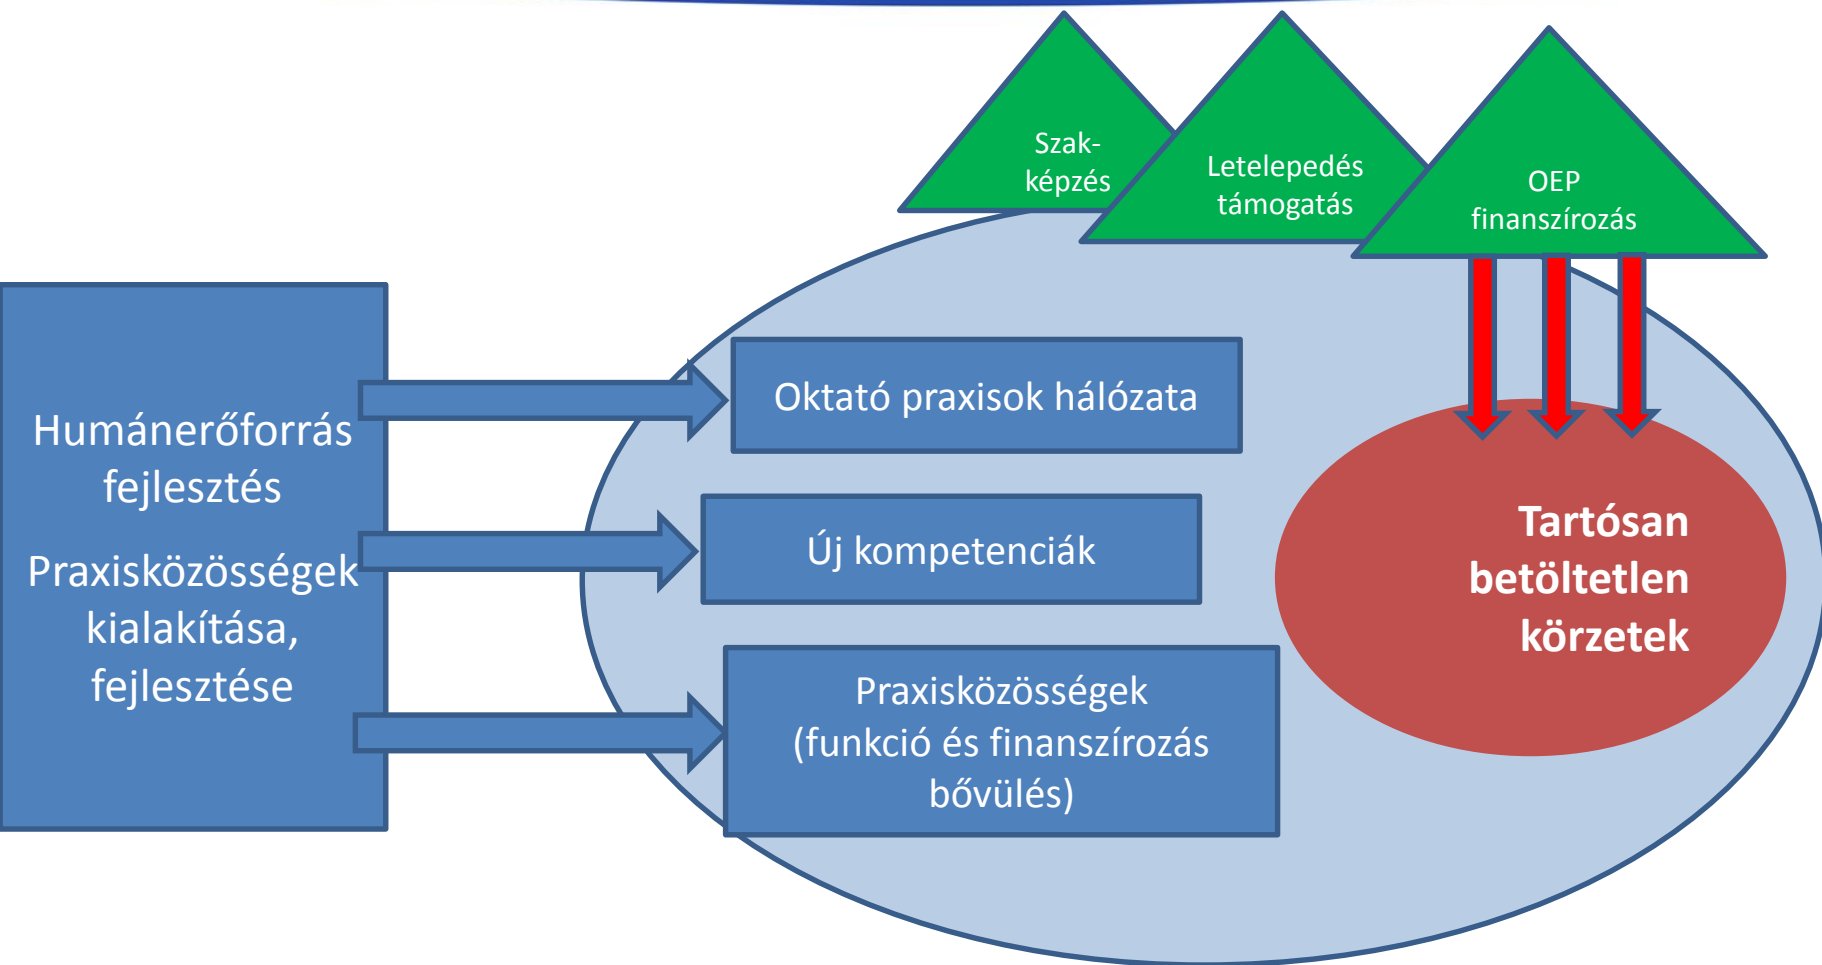 Szak-
képzés
Letelepedés
támogatás
OEP
finanszírozás
Humánerőforrás
fejlesztés
Praxisközösségek
kialakítása,
fejlesztése
Oktató praxisok hálózata
Új kompetenciák
Praxisközösségek
(funkció és finanszírozás
bővülés)
Tartósan
betöltetlen
körzetek